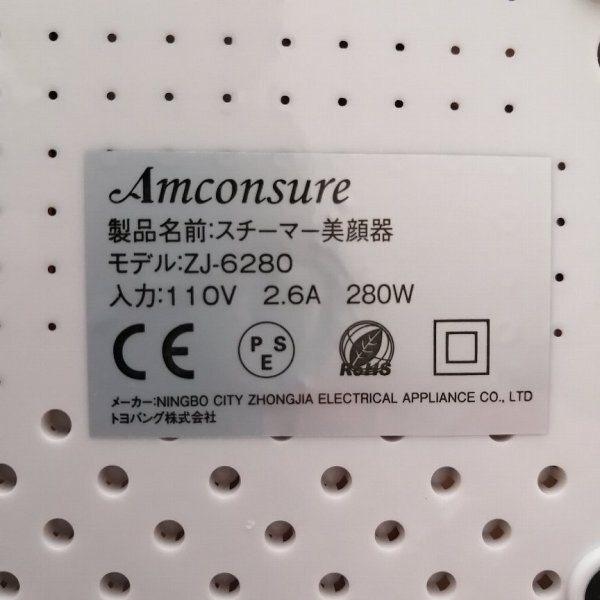 Amconsure
製品名前:スチーマー美顔器
モデル:ZJ-6280
入力:110V 2.6A 280W
CE PSE RoHS
メーカー:NINGBO CITY ZHONGJIA ELECTRICAL APPLIANCE CO., LTD
トヨバング株式会社